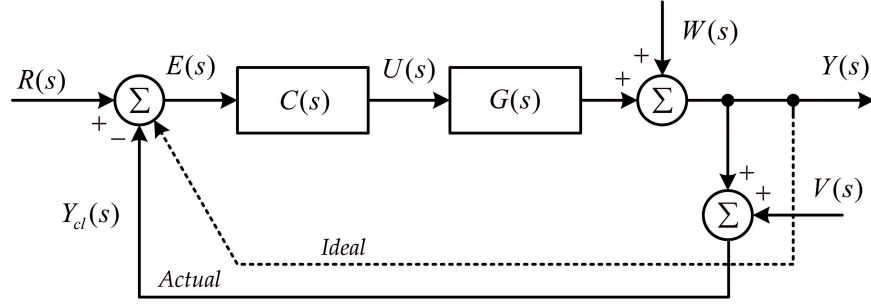 W(s)
R(s) E(s) U(s) Y(s)
Σ C(s) G(s) Σ
+ − + +
+ +
Σ V(s)
Y_cl(s)
Ideal
Actual